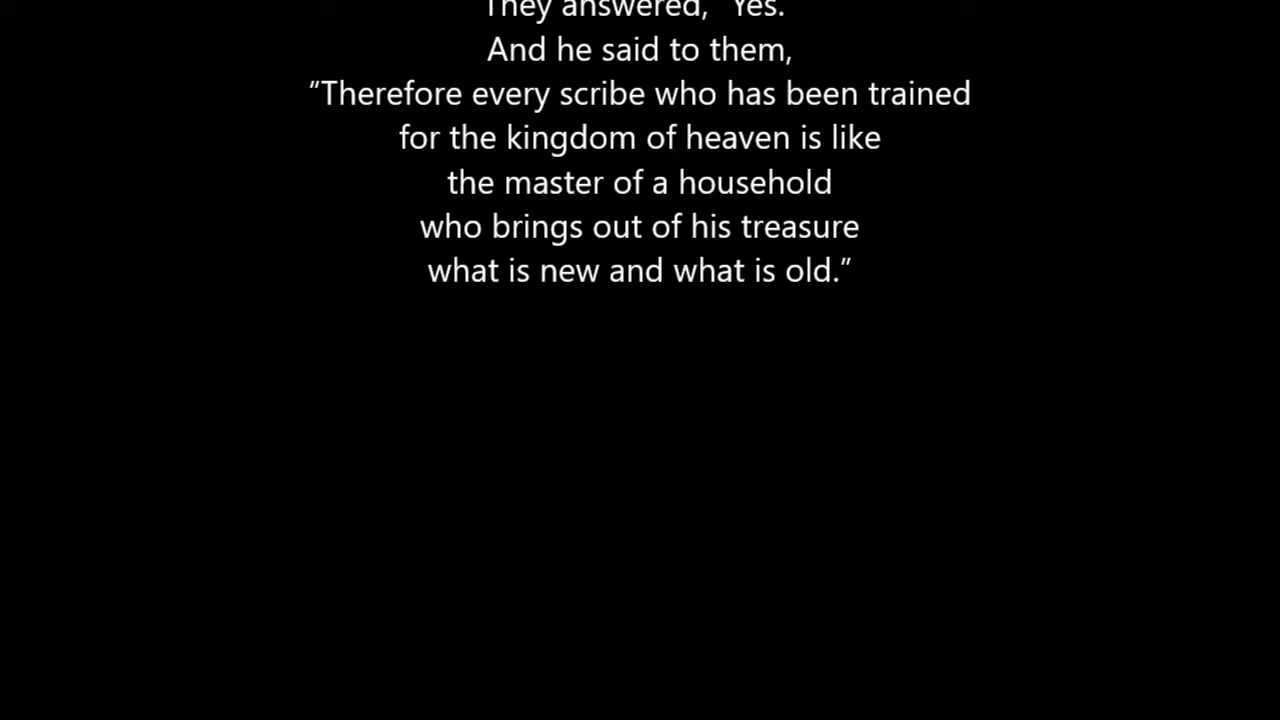 They answered, “Yes.
And he said to them,
“Therefore every scribe who has been trained
for the kingdom of heaven is like
the master of a household
who brings out of his treasure
what is new and what is old.”